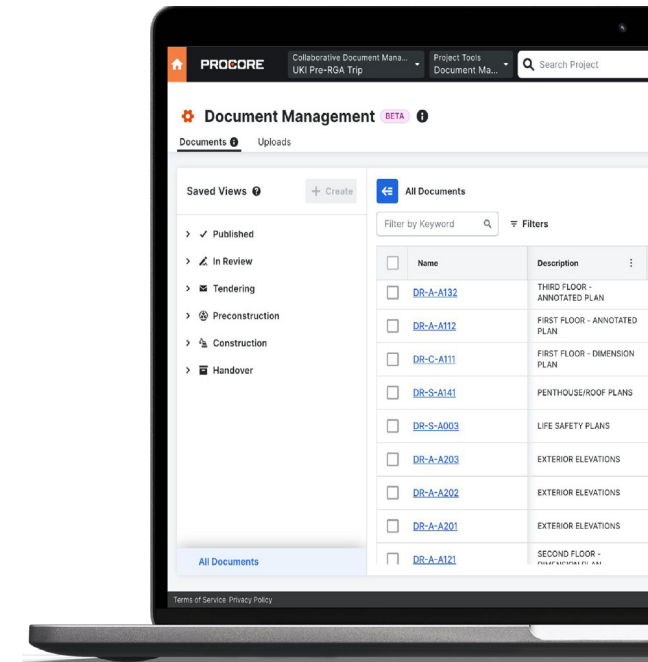 PROCORE
Collaborative Document Mana...
UKI Pre-RGA Trip
Project Tools
Document Ma...
Search Project
Document Management BETA
Documents Uploads
Saved Views
+ Create
All Documents
Filter by Keyword
Filters
Published
In Review
Tendering
Preconstruction
Construction
Handover
All Documents
Name Description
DR-A-A132 THIRD FLOOR -
ANNOTATED PLAN
DR-A-A112 FIRST FLOOR - ANNOTATED
PLAN
DR-C-A111 FIRST FLOOR - DIMENSION
PLAN
DR-S-A141 PENTHOUSE/ROOF PLANS
DR-S-A003 LIFE SAFETY PLANS
DR-A-A203 EXTERIOR ELEVATIONS
DR-A-A202 EXTERIOR ELEVATIONS
DR-A-A201 EXTERIOR ELEVATIONS
DR-A-A121 SECOND FLOOR -
DIMENSION PLAN
Terms of Service Privacy Policy